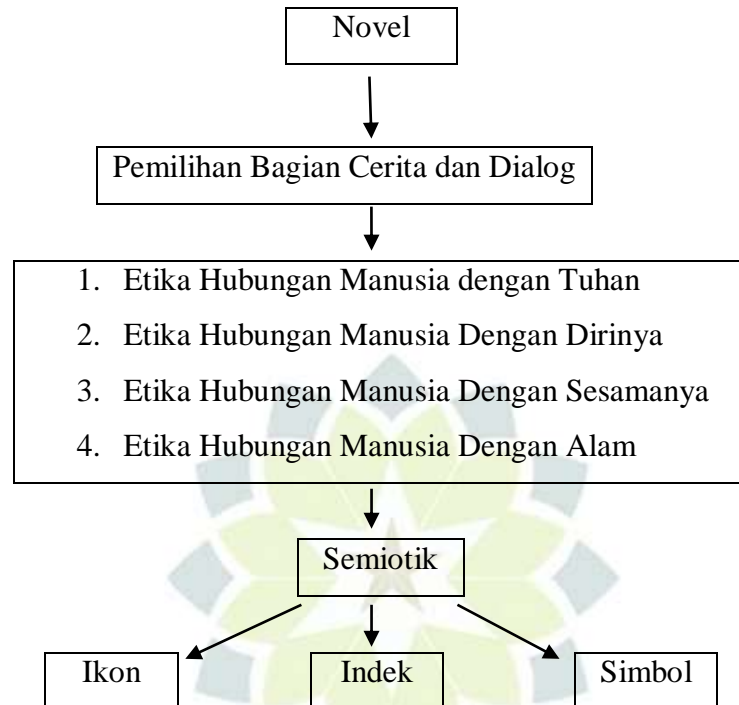 Novel
Pemilihan Bagian Cerita dan Dialog
1. Etika Hubungan Manusia dengan Tuhan
2. Etika Hubungan Manusia Dengan Dirinya
3. Etika Hubungan Manusia Dengan Sesamanya
4. Etika Hubungan Manusia Dengan Alam
Semiotik
Ikon
Indek
Simbol